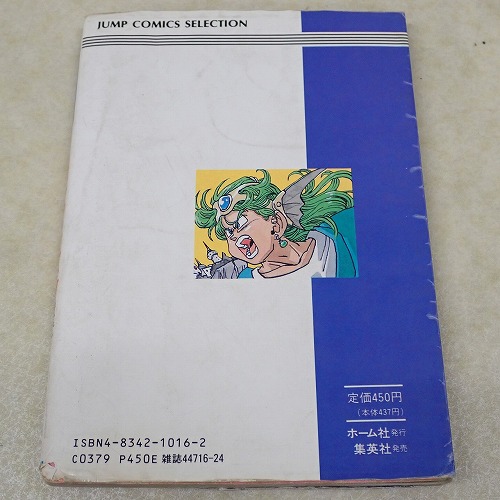 JUMP COMICS SELECTION
定価450円
(本体437円)
ホーム社発行
集英社発売
ISBN4-8342-1016-2
C0379 P450E 雑誌44716-24